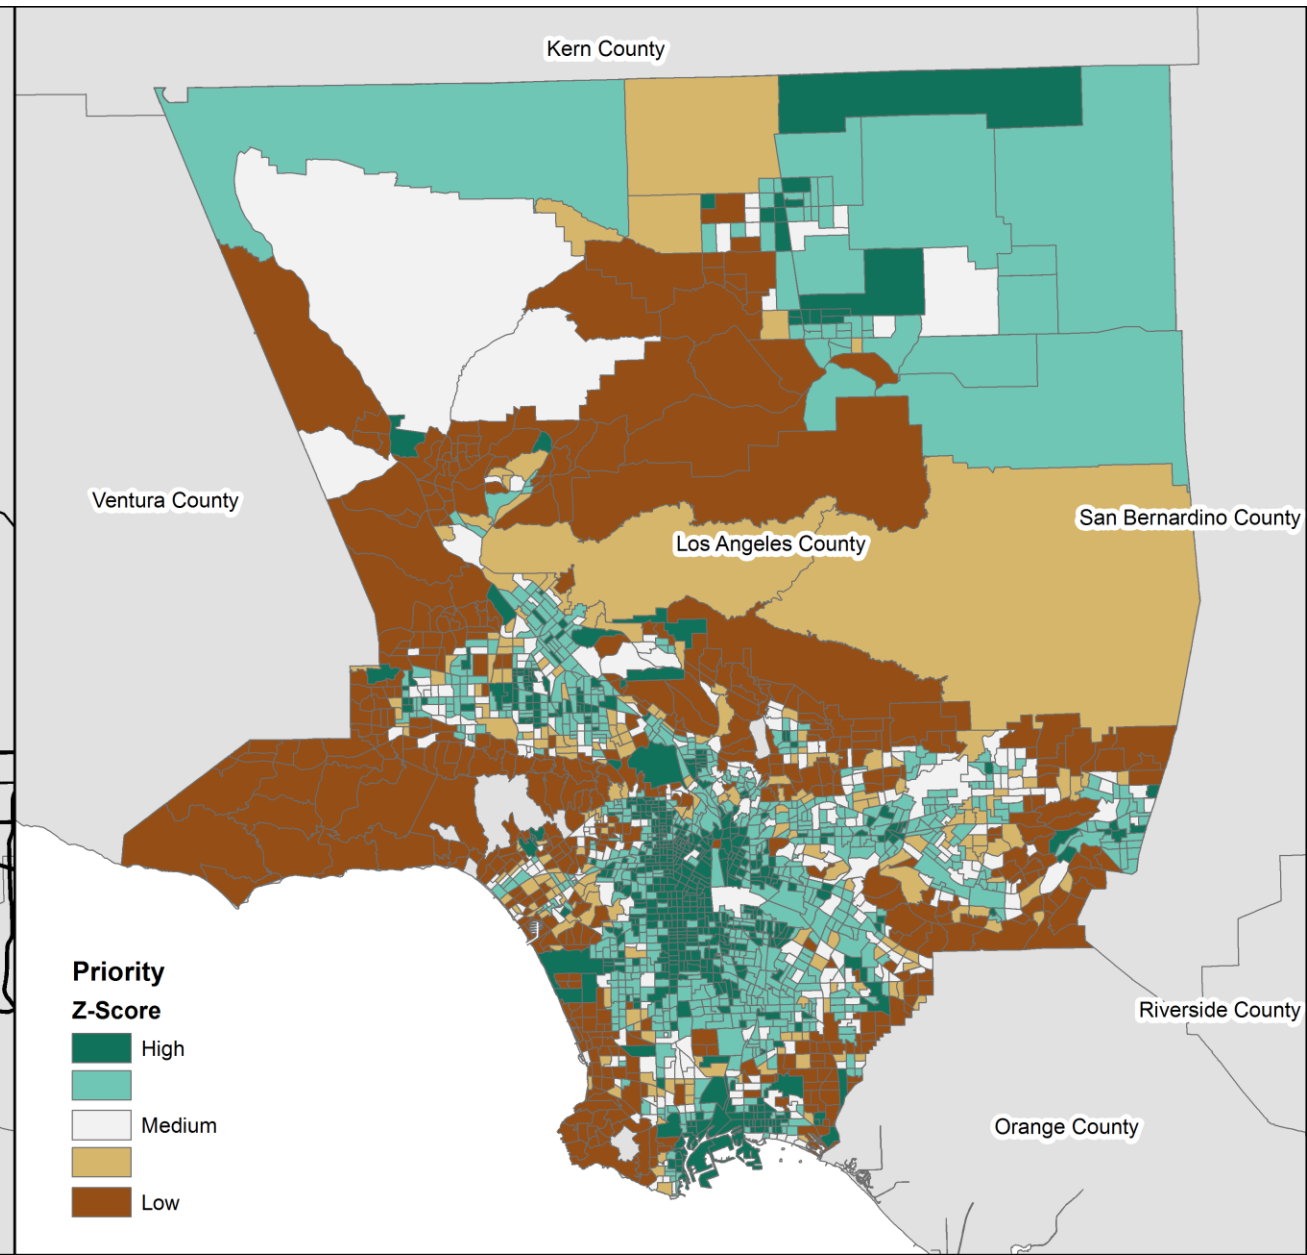 Kern County
Ventura County
San Bernardino County
Los Angeles County
Priority
Z-Score
High
Medium
Low
Riverside County
Orange County